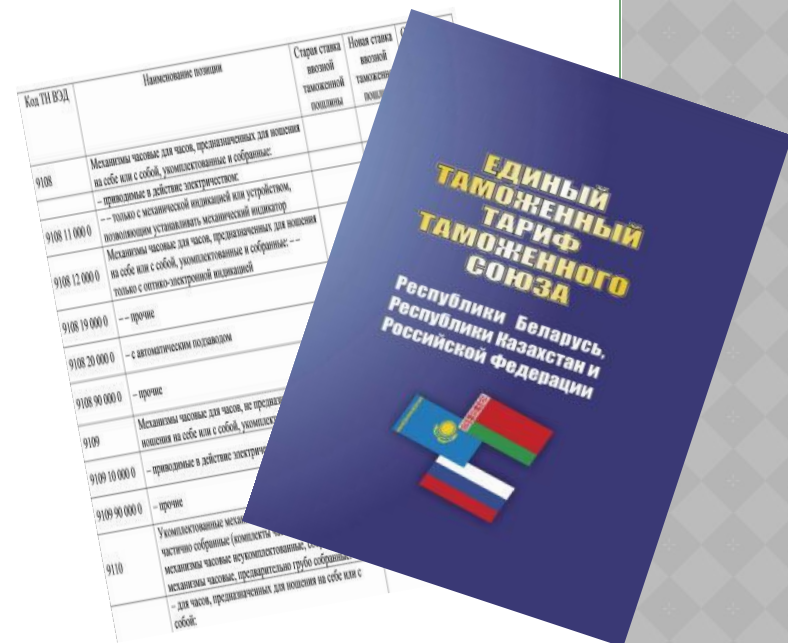 Код ТН ВЭД
Наименование позиции
Старая ставка
ввозной
таможенной
пошлины
Новая ставка
ввозной
9108
Механизмы часовые для часов, предназначенных для ношения
на себе или с собой, укомплектованные и собранные:
– приводимые в действие электричеством:
9108 11 000 0
– – только с механической индикацией или устройством,
позволяющим устанавливать механический индикатор
9108 12 000 0
Механизмы часовые для часов, предназначенных для ношения
на себе или с собой, укомплектованные и собранные: – –
только с оптико-электронной индикацией
9108 19 000 0
– – прочие
9108 20 000 0
– с автоматическим подзаводом
9108 90 000 0
– прочие
9109
Механизмы часовые для часов, не
ношения на себе или с собой,
9109 10 000 0
– приводимые в действие
9109 90 000 0
– прочие
9110
Укомплектованные
частично собранные (комплекты
механизмы часовые неукомплектованные,
механизмы часовые, предварительно грубо собранные
– для часов, предназначенных для ношения на себе или с
собой:
ЕДИНЫЙ
ТАМОЖЕННЫЙ
ТАРИФ
ТАМОЖЕННОГО
СОЮЗА
Республики Беларусь,
Республики Казахстан и
Российской Федерации